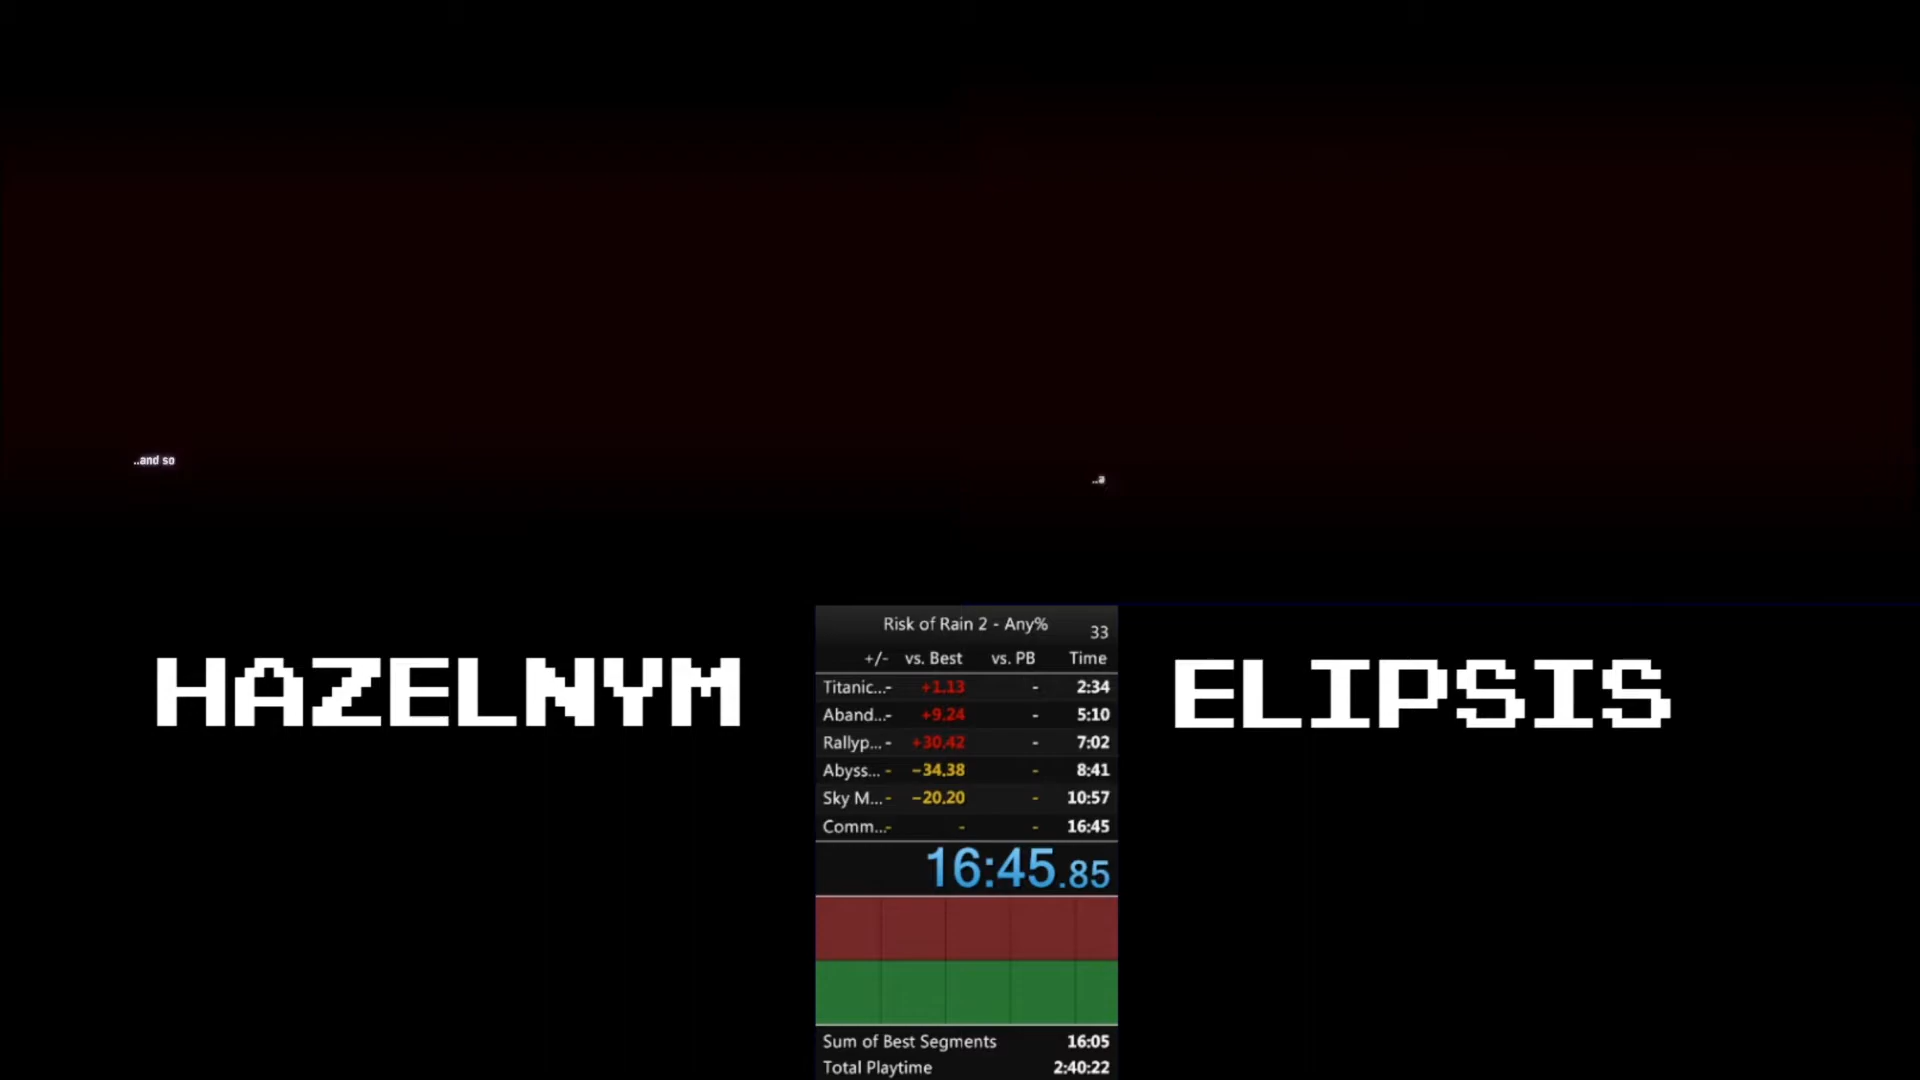 ..and so
..a
HAZELNYM
ELIPSIS
Risk of Rain 2 - Any%
33
+/- vs. Best vs. PB Time
Titanic...- +1.13 - 2:34
Aband...- +9.24 - 5:10
Rallyp... - +30.42 - 7:02
Abyss... - −34.38 - 8:41
Sky M...- −20.20 - 10:57
Comm...- - - 16:45
16:45.85
Sum of Best Segments 16:05
Total Playtime 2:40:22